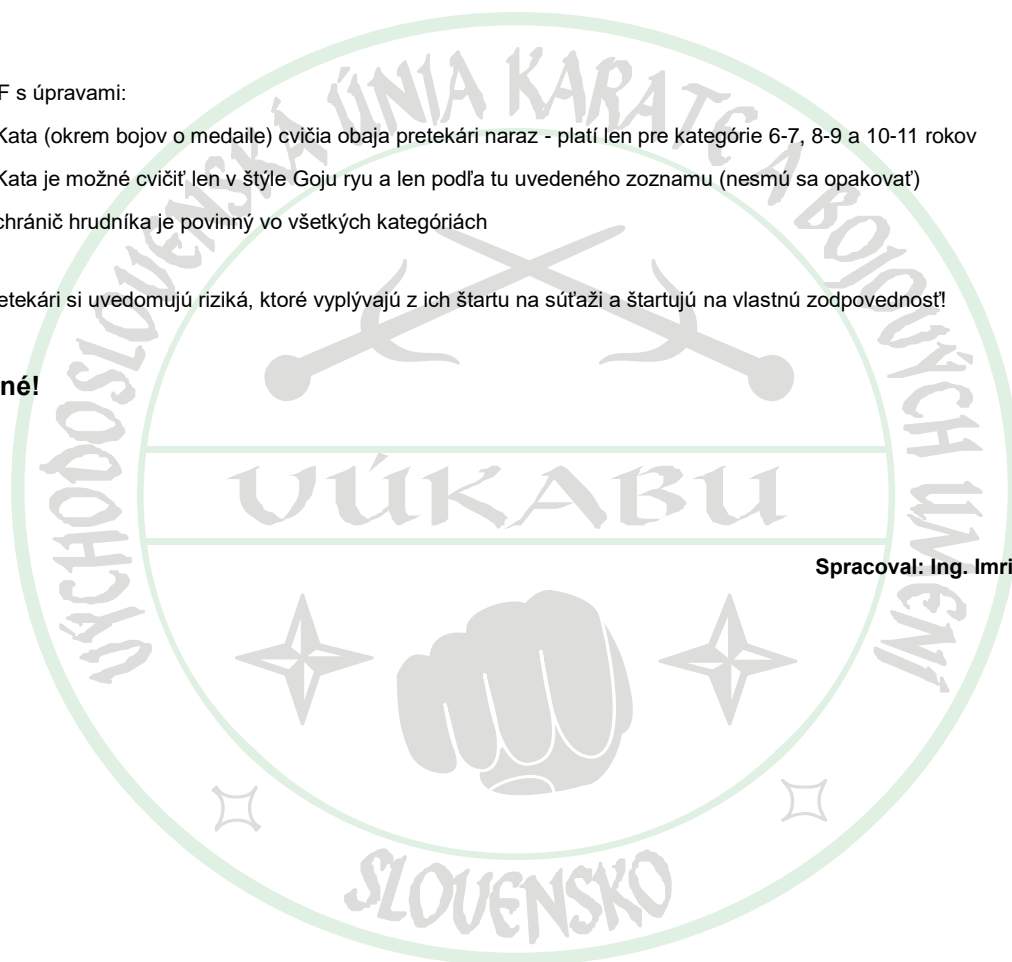 F s úpravami:
Kata (okrem bojov o medaile) cvičia obaja pretekári naraz - platí len pre kategórie 6-7, 8-9 a 10-11 rokov
Kata je možné cvičiť len v štýle Goju ryu a len podľa tu uvedeného zoznamu (nesmú sa opakovať)
chránič hrudníka je povinný vo všetkých kategóriách
etekári si uvedomujú riziká, ktoré vyplývajú z ich štartu na súťaži a štartujú na vlastnú zodpovednosť!
né!
Spracoval: Ing. Imri
VÝCHODOSLOVENSKÁ ÚNIA KARATE A BOJOVÝCH UMENÍ
VÚKABU
SLOVENSKO